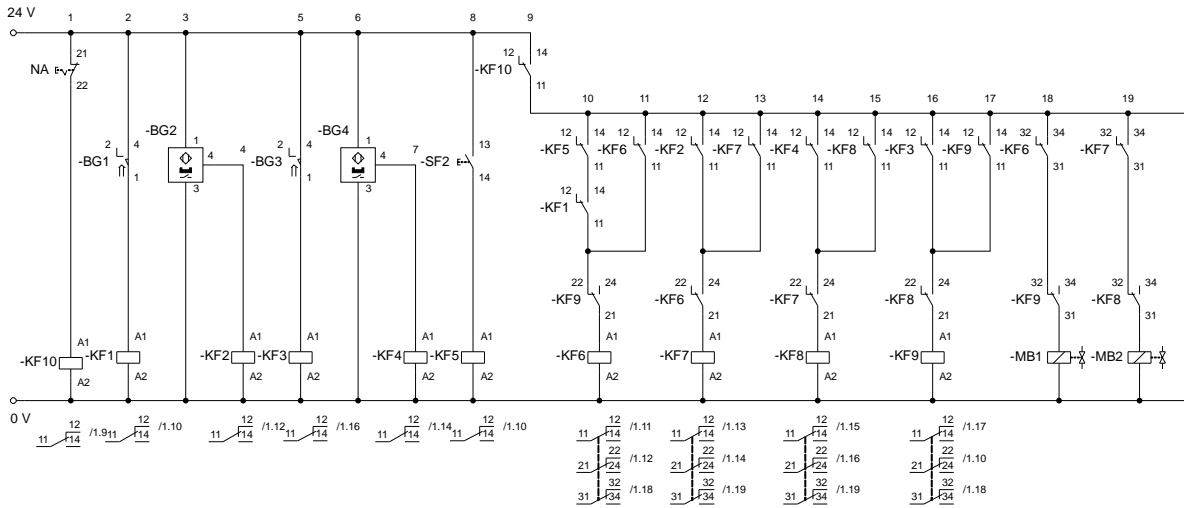 24 V 1 2 3 5 6 8 9
21 12 14
NA -KF10
22 11
10 11 12 13 14 15 16 17 18 19
-BG2 1 -BG4 1 13
12 14 12 14 12 14 12 14 12 14 12 14 12 14 12 14 32 34 32 34
2 4 4 4 2 4 4 7
-BG1 -BG3 -SF2 -KF5 -KF6 -KF2 -KF7 -KF4 -KF8 -KF3 -KF9 -KF6 -KF7
1 3 1 3 14 11 11 11 11 11 11 11 11 31 31
12 14
-KF1
11
22 24 22 24 22 24 22 24 32 34 32 34
-KF9 -KF6 -KF7 -KF8 -KF9 -KF8
21 21 21 21 31 31
A1 A1 A1 A1 A1 A1 A1 A1 A1 A1
-KF10 -KF1 -KF2 -KF3 -KF4 -KF5 -KF6 -KF7 -KF8 -KF9 -MB1 -MB2
A2 A2 A2 A2 A2 A2 A2 A2 A2 A2
0 V
12 12 12 12 12 12 12 12 12 12
11 14 /1.9 11 14 /1.10 11 14 /1.12 11 14 /1.16 11 14 /1.14 11 14 /1.10 11 14 /1.11 11 14 /1.13 11 14 /1.15 11 14 /1.17
22 22 22 22
21 24 /1.12 21 24 /1.14 21 24 /1.16 21 24 /1.10
32 32 32 32
31 34 /1.18 31 34 /1.19 31 34 /1.19 31 34 /1.18